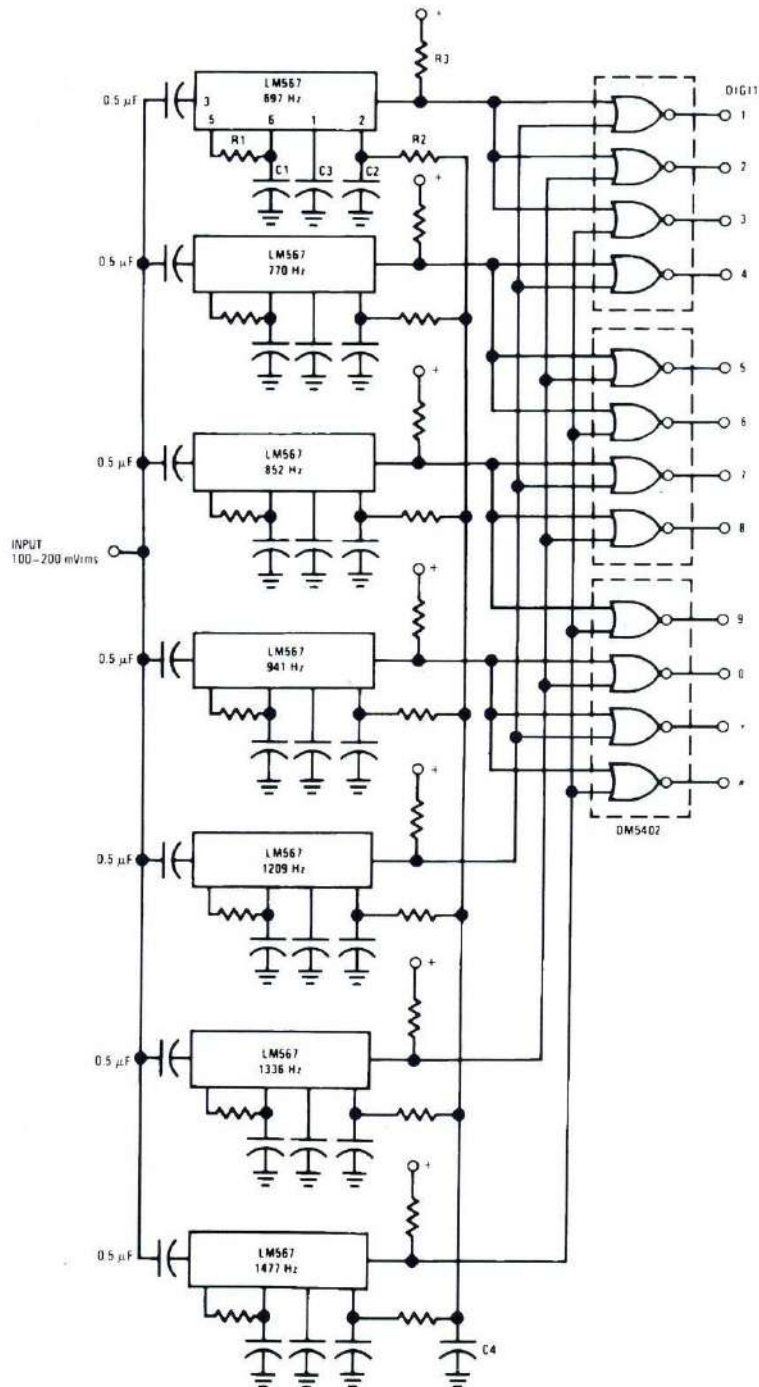 +
R3
LM567
697 Hz
0.5 µF
3
5
6
1
2
R1
R2
C1
C3
C2
DIGIT
1
2
3
4
+
0.5 µF
LM567
770 Hz
+
0.5 µF
LM567
852 Hz
5
6
7
8
INPUT
100–200 mVrms
+
0.5 µF
LM567
941 Hz
9
0
*
#
DM5402
+
0.5 µF
LM567
1209 Hz
+
0.5 µF
LM567
1336 Hz
+
0.5 µF
LM567
1477 Hz
C4